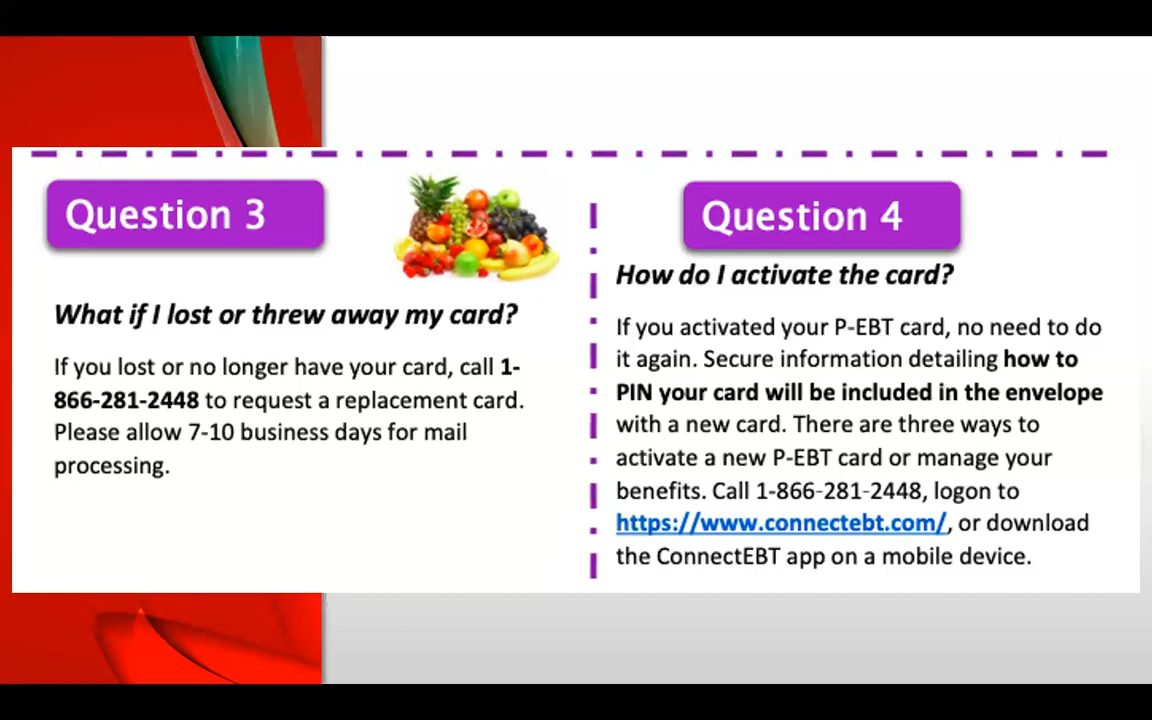 Question 3
What if I lost or threw away my card?
If you lost or no longer have your card, call 1-
866-281-2448 to request a replacement card.
Please allow 7-10 business days for mail
processing.
Question 4
How do I activate the card?
If you activated your P-EBT card, no need to do
it again. Secure information detailing how to
PIN your card will be included in the envelope
with a new card. There are three ways to
activate a new P-EBT card or manage your
benefits. Call 1-866-281-2448, logon to
https://www.connectebt.com/, or download
the ConnectEBT app on a mobile device.